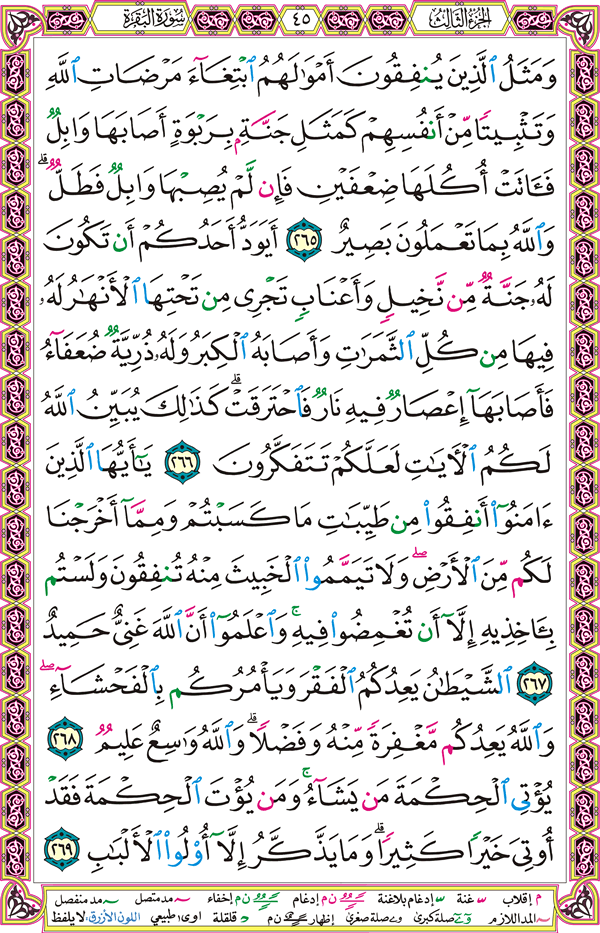 الجزء الثالث ٤٥ سورة البقرة
وَمَثَلُ ٱلَّذِينَ يُنفِقُونَ أَمْوَٰلَهُمُ ٱبْتِغَآءَ مَرْضَاتِ ٱللَّهِ
وَتَثْبِيتًا مِّنْ أَنفُسِهِمْ كَمَثَلِ جَنَّةٍۭ بِرَبْوَةٍ أَصَابَهَا وَابِلٌ
فَـَٔاتَتْ أُكُلَهَا ضِعْفَيْنِ فَإِن لَّمْ يُصِبْهَا وَابِلٌ فَطَلٌّ ۗ
وَٱللَّهُ بِمَا تَعْمَلُونَ بَصِيرٌ ٢٦٥ أَيَوَدُّ أَحَدُكُمْ أَن تَكُونَ
لَهُۥ جَنَّةٌ مِّن نَّخِيلٍ وَأَعْنَابٍ تَجْرِى مِن تَحْتِهَا ٱلْأَنْهَٰرُ لَهُۥ
فِيهَا مِن كُلِّ ٱلثَّمَرَٰتِ وَأَصَابَهُ ٱلْكِبَرُ وَلَهُۥ ذُرِّيَّةٌ ضُعَفَآءُ
فَأَصَابَهَآ إِعْصَارٌ فِيهِ نَارٌ فَٱحْتَرَقَتْ ۗ كَذَٰلِكَ يُبَيِّنُ ٱللَّهُ
لَكُمُ ٱلْـَٔايَٰتِ لَعَلَّكُمْ تَتَفَكَّرُونَ ٢٦٦ يَٰٓأَيُّهَا ٱلَّذِينَ
ءَامَنُوٓا۟ أَنفِقُوا۟ مِن طَيِّبَٰتِ مَا كَسَبْتُمْ وَمِمَّآ أَخْرَجْنَا
لَكُم مِّنَ ٱلْأَرْضِ ۖ وَلَا تَيَمَّمُوا۟ ٱلْخَبِيثَ مِنْهُ تُنفِقُونَ وَلَسْتُم
بِـَٔاخِذِيهِ إِلَّآ أَن تُغْمِضُوا۟ فِيهِ ۚ وَٱعْلَمُوٓا۟ أَنَّ ٱللَّهَ غَنِىٌّ حَمِيدٌ
٢٦٧ ٱلشَّيْطَٰنُ يَعِدُكُمُ ٱلْفَقْرَ وَيَأْمُرُكُم بِٱلْفَحْشَآءِ ۖ
وَٱللَّهُ يَعِدُكُم مَّغْفِرَةً مِّنْهُ وَفَضْلًا ۗ وَٱللَّهُ وَٰسِعٌ عَلِيمٌ ٢٦٨
يُؤْتِى ٱلْحِكْمَةَ مَن يَشَآءُ ۚ وَمَن يُؤْتَ ٱلْحِكْمَةَ فَقَدْ
أُوتِىَ خَيْرًا كَثِيرًا ۗ وَمَا يَذَّكَّرُ إِلَّآ أُو۟لُوا۟ ٱلْأَلْبَٰبِ ٢٦٩
م إقلاب غنة إدغام بلاغنة ن م إدغام ن م إخفاء مد متصل مد منفصل
المد اللازم صلة كبرى صلة صغرى إظهار ن م قلقلة اوى طبيعي اللون الأزرق: لا يلفظ